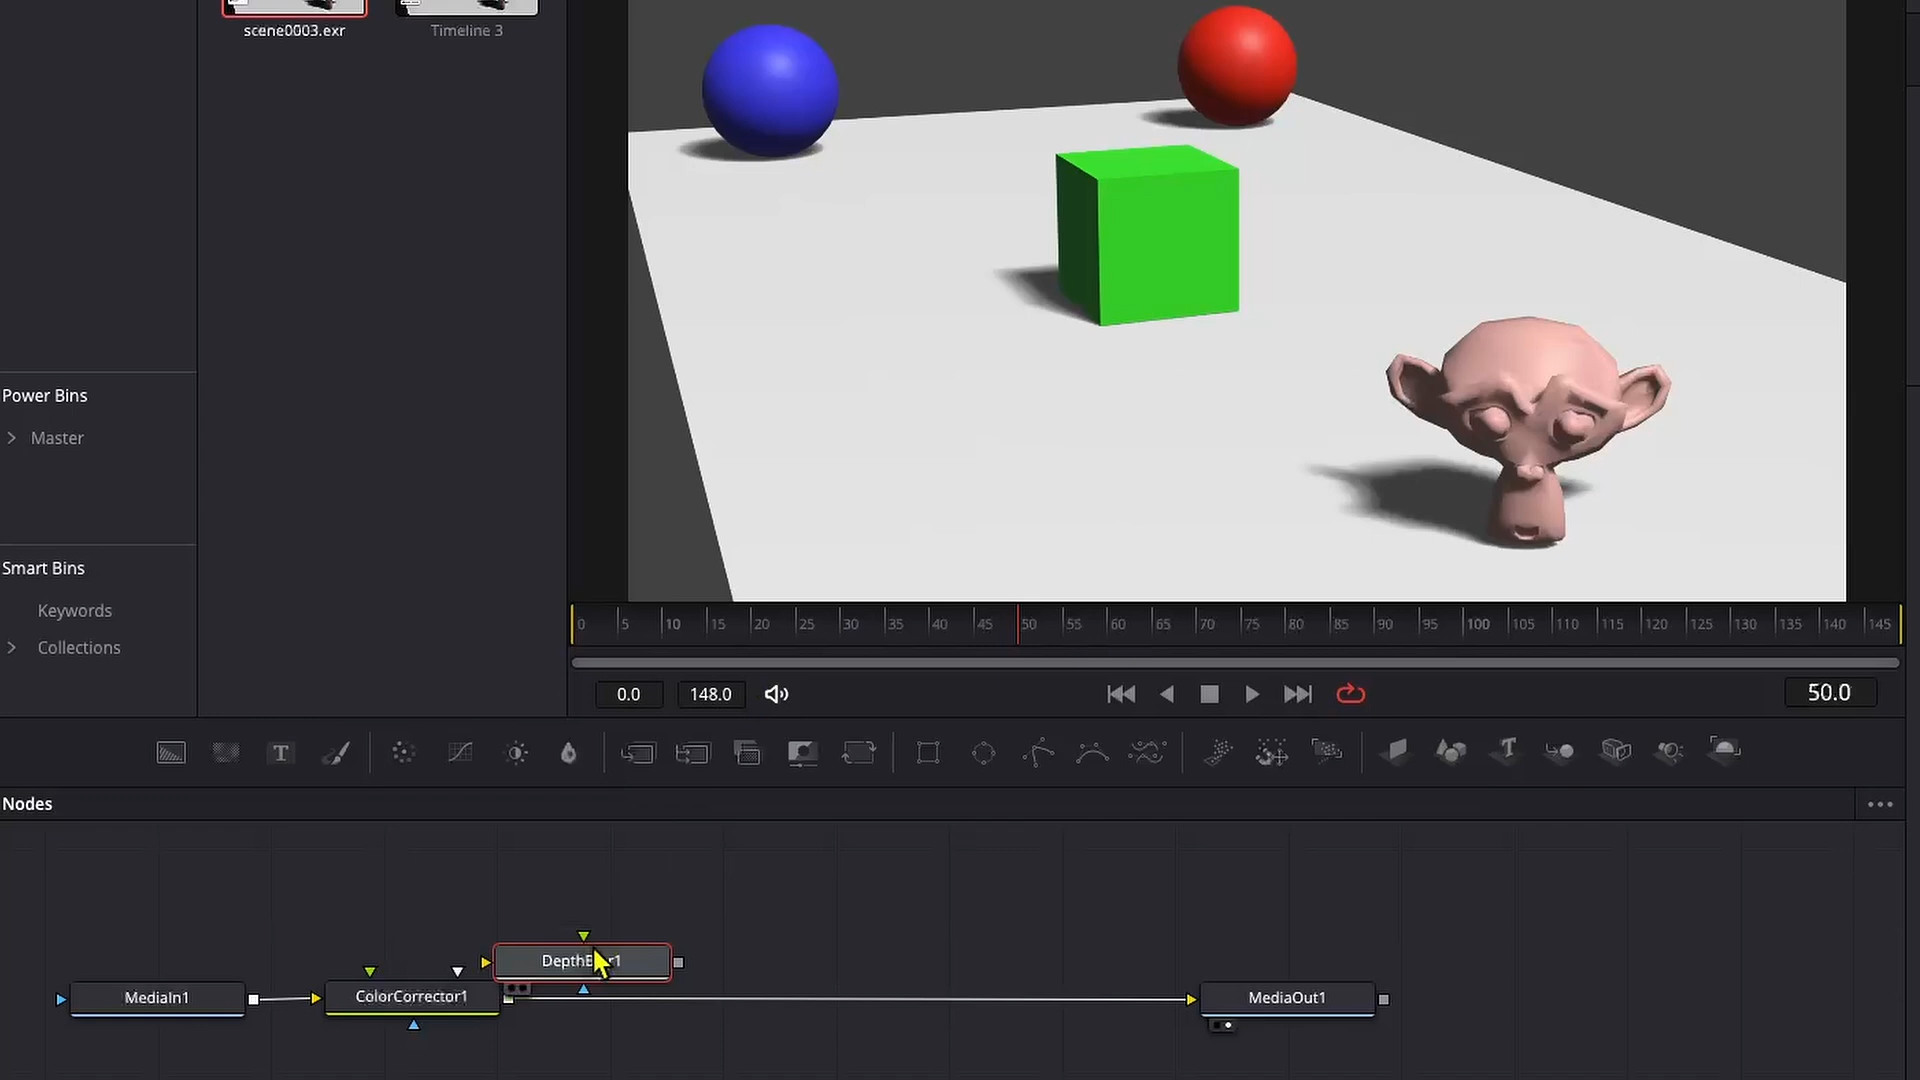 scene0003.exr
Timeline 3
Power Bins
Master
Smart Bins
Keywords
Collections
0 5 10 15 20 25 30 35 40 45 50 55 60 65 70 75 80 85 90 95 100 105 110 115 120 125 130 135 140 145
0.0
148.0
50.0
T
Nodes
MediaIn1
ColorCorrector1
MediaOut1